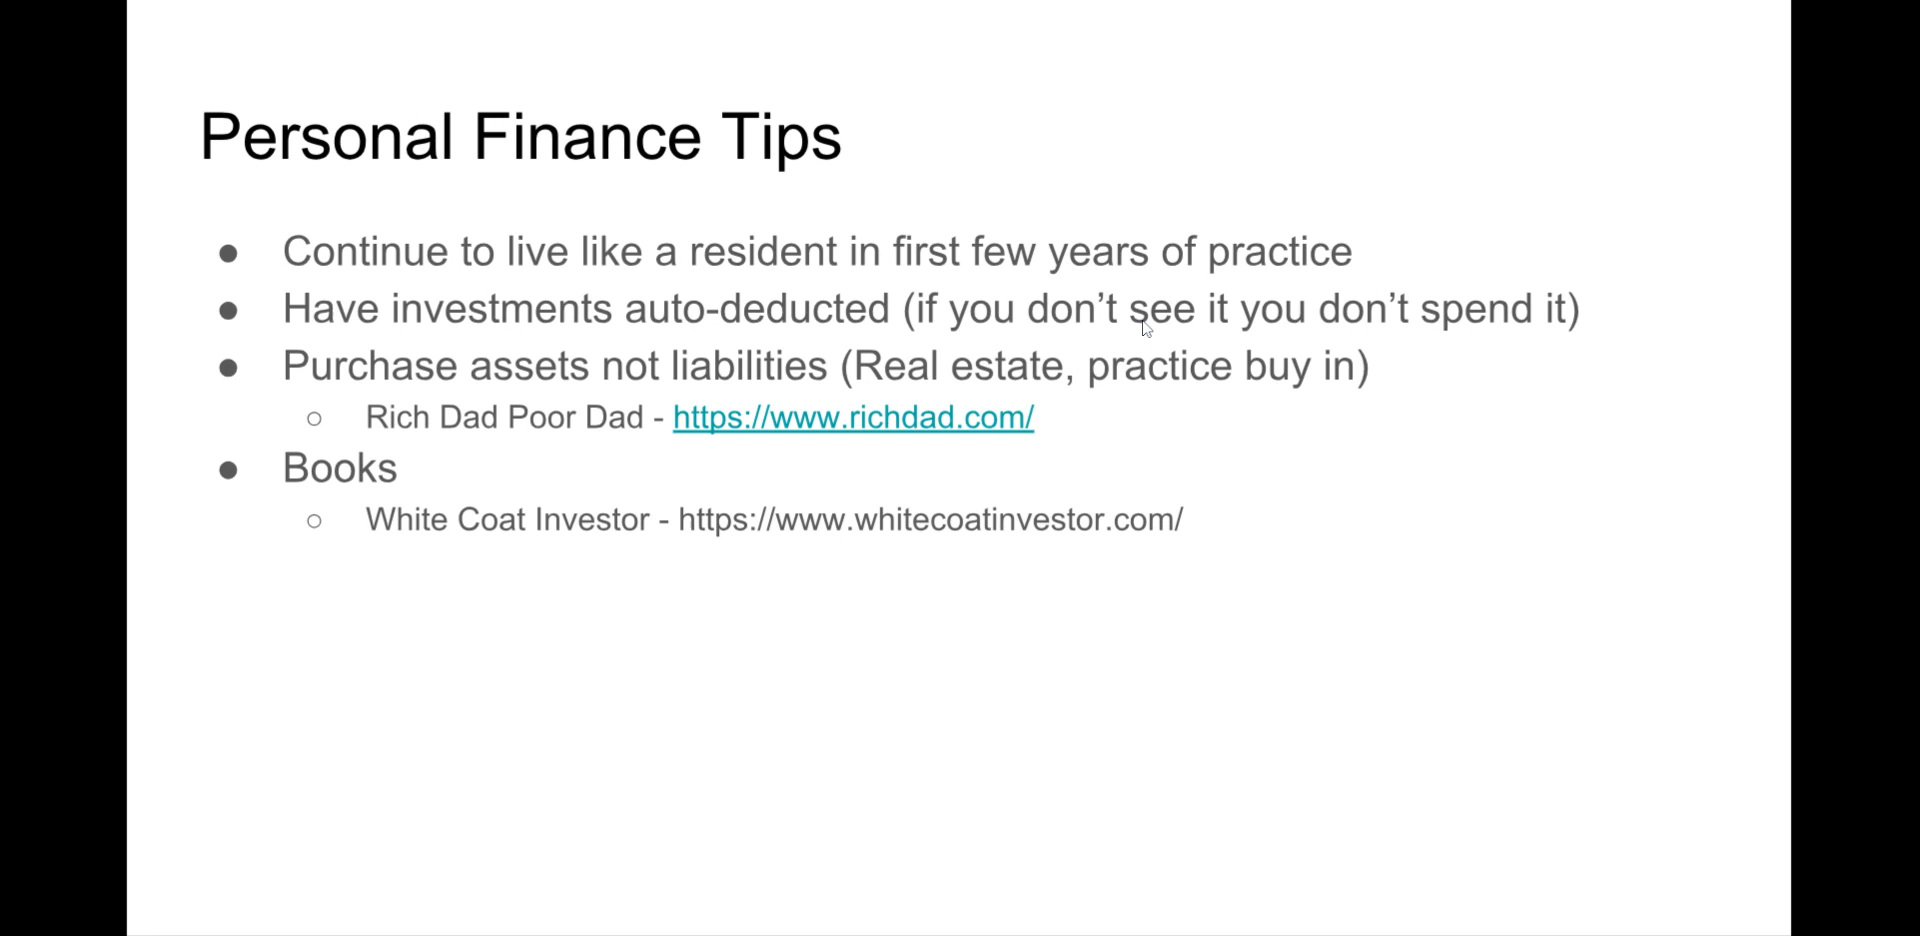 Personal Finance Tips
● Continue to live like a resident in first few years of practice
● Have investments auto-deducted (if you don’t see it you don’t spend it)
● Purchase assets not liabilities (Real estate, practice buy in)
○ Rich Dad Poor Dad - https://www.richdad.com/
● Books
○ White Coat Investor - https://www.whitecoatinvestor.com/